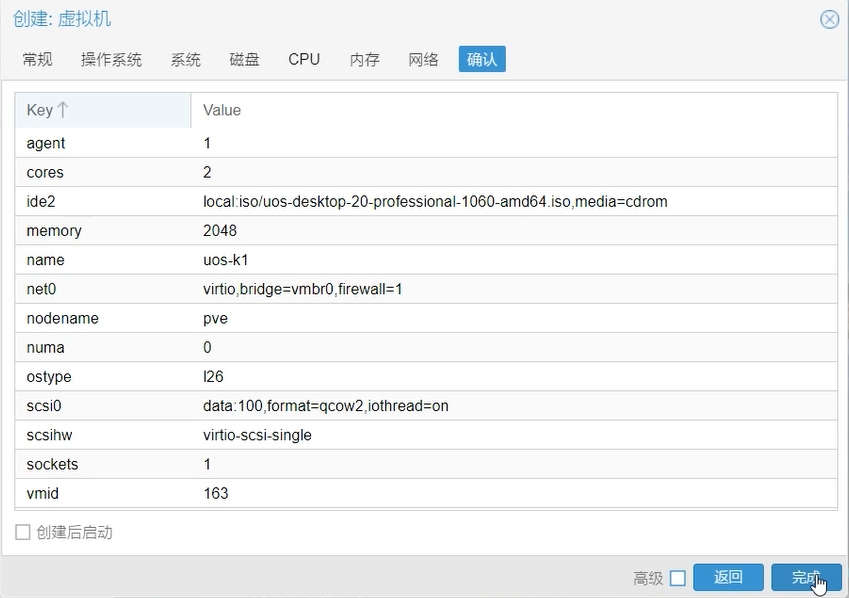 创建: 虚拟机
常规 操作系统 系统 磁盘 CPU 内存 网络 确认
Key Value
agent 1
cores 2
ide2 local:iso/uos-desktop-20-professional-1060-amd64.iso,media=cdrom
memory 2048
name uos-k1
net0 virtio,bridge=vmbr0,firewall=1
nodename pve
numa 0
ostype l26
scsi0 data:100,format=qcow2,iothread=on
scsihw virtio-scsi-single
sockets 1
vmid 163
创建后启动
高级 返回 完成